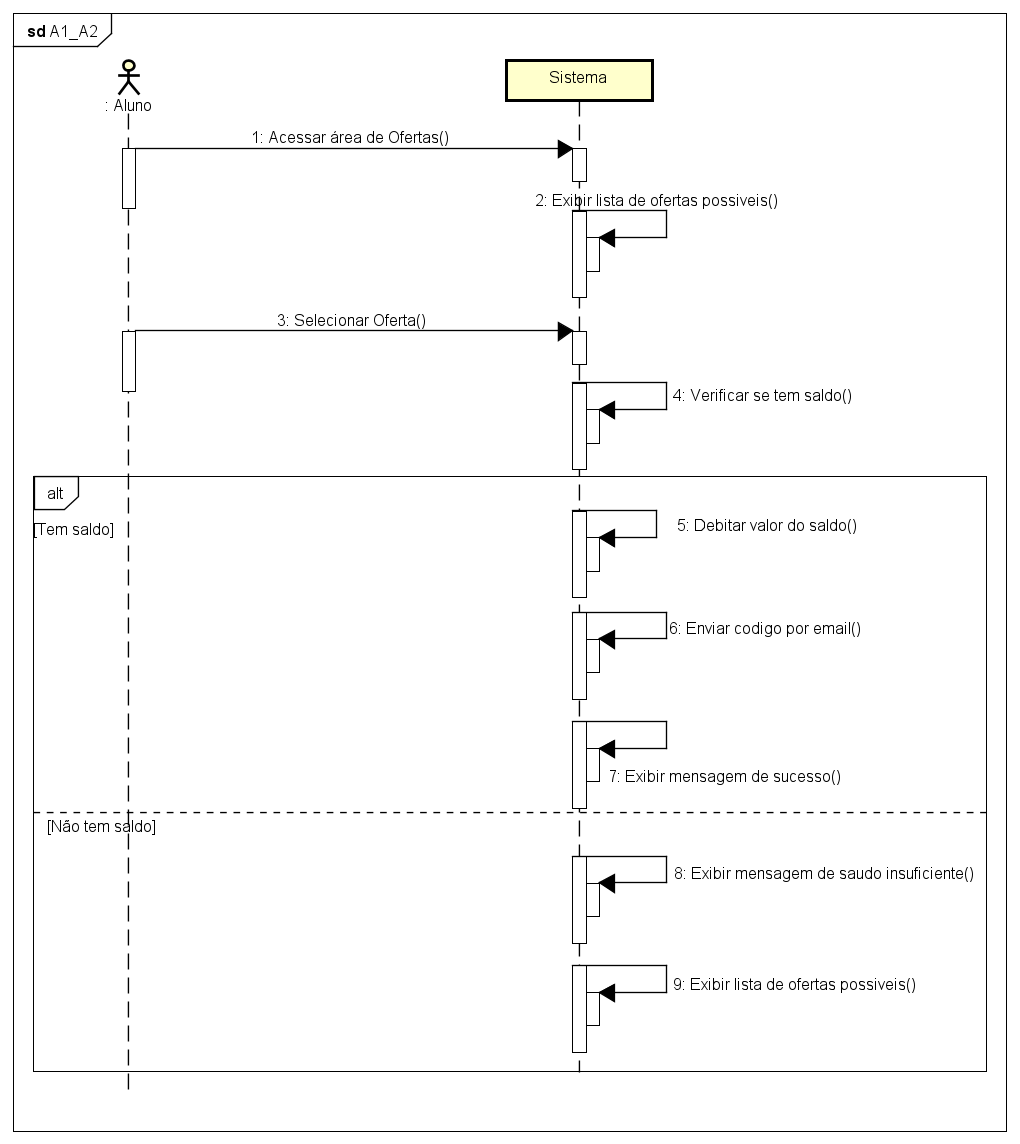 sd A1_A2
: Aluno
Sistema
1: Acessar área de Ofertas()
2: Exibir lista de ofertas possiveis()
3: Selecionar Oferta()
4: Verificar se tem saldo()
alt
[Tem saldo]
5: Debitar valor do saldo()
6: Enviar codigo por email()
7: Exibir mensagem de sucesso()
[Não tem saldo]
8: Exibir mensagem de saudo insuficiente()
9: Exibir lista de ofertas possiveis()